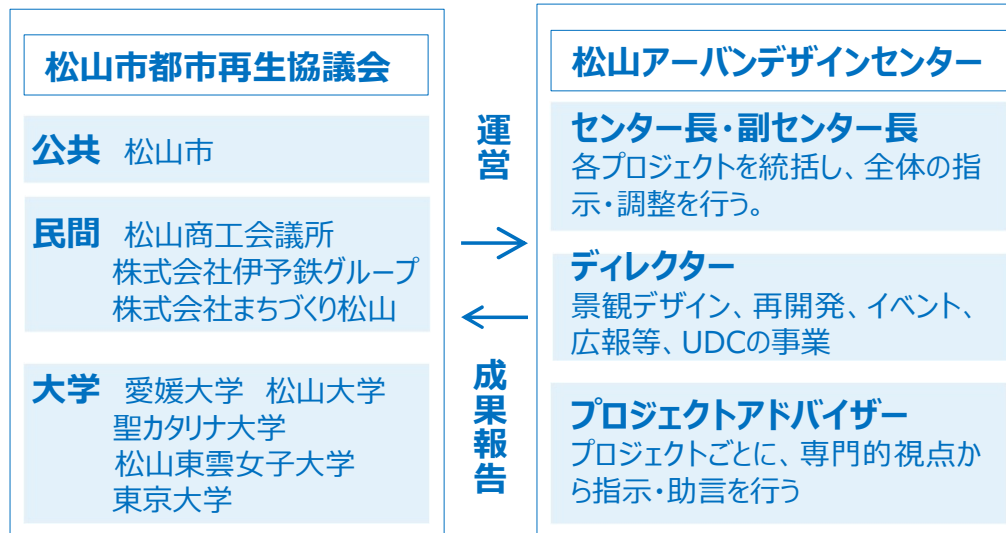 松山市都市再生協議会
公共 松山市
民間 松山商工会議所
株式会社伊予鉄グループ
株式会社まちづくり松山
大学 愛媛大学 松山大学
聖カタリナ大学
松山東雲女子大学
東京大学
運営
成果報告
松山アーバンデザインセンター
センター長・副センター長
各プロジェクトを統括し、全体の指
示・調整を行う。
ディレクター
景観デザイン、再開発、イベント、
広報等、UDCの事業
プロジェクトアドバイザー
プロジェクトごとに、専門的視点か
ら指示・助言を行う